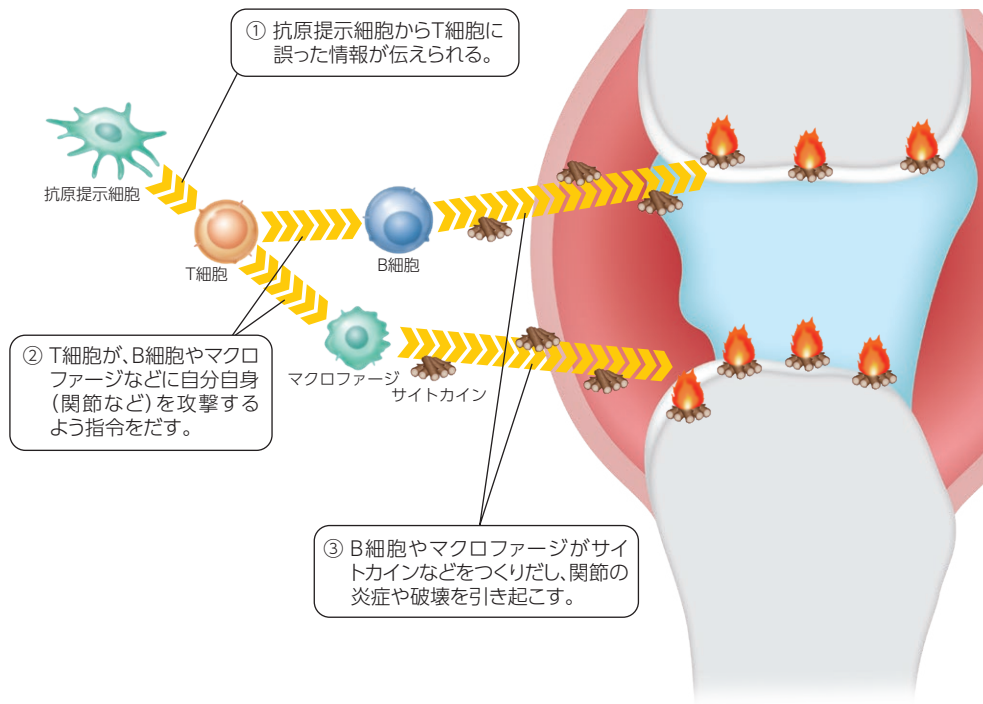 ① 抗原提示細胞からT細胞に
誤った情報が伝えられる。
抗原提示細胞
T細胞
B細胞
② T細胞が、B細胞やマクロ
ファージなどに自分自身
(関節など)を攻撃する
よう指令をだす。
マクロファージ
サイトカイン
③ B細胞やマクロファージがサイ
トカインなどをつくりだし、関節の
炎症や破壊を引き起こす。